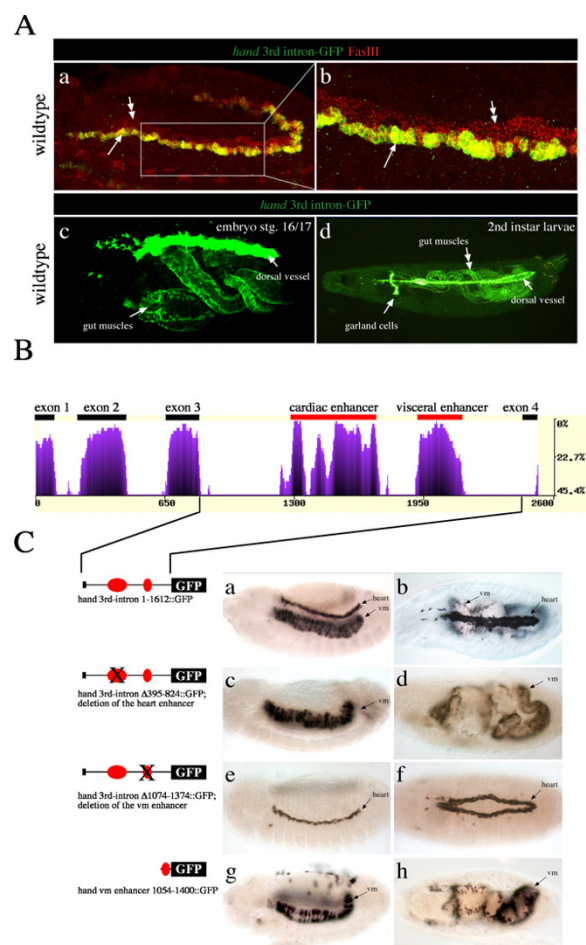 A
hand 3rd intron-GFP FasIII
a
b
wildtype
hand 3rd intron-GFP
c
embryo stg. 16/17
d
2nd instar larvae
wildtype
gut muscles
dorsal vessel
gut muscles
dorsal vessel
garland cells
B
exon 1 exon 2 exon 3 cardiac enhancer visceral enhancer exon 4
0%
22.7%
45.4%
0 650 1300 1950 2600
C
GFP
hand 3rd-intron 1-1612::GFP
a
heart
vm
b
vm
heart
X
GFP
hand 3rd-intron Δ395-824::GFP;
deletion of the heart enhancer
c
vm
d
vm
X
GFP
hand 3rd-intron Δ1074-1374::GFP;
deletion of the vm enhancer
e
heart
f
heart
GFP
hand vm enhancer 1054-1400::GFP
g
vm
h
vm